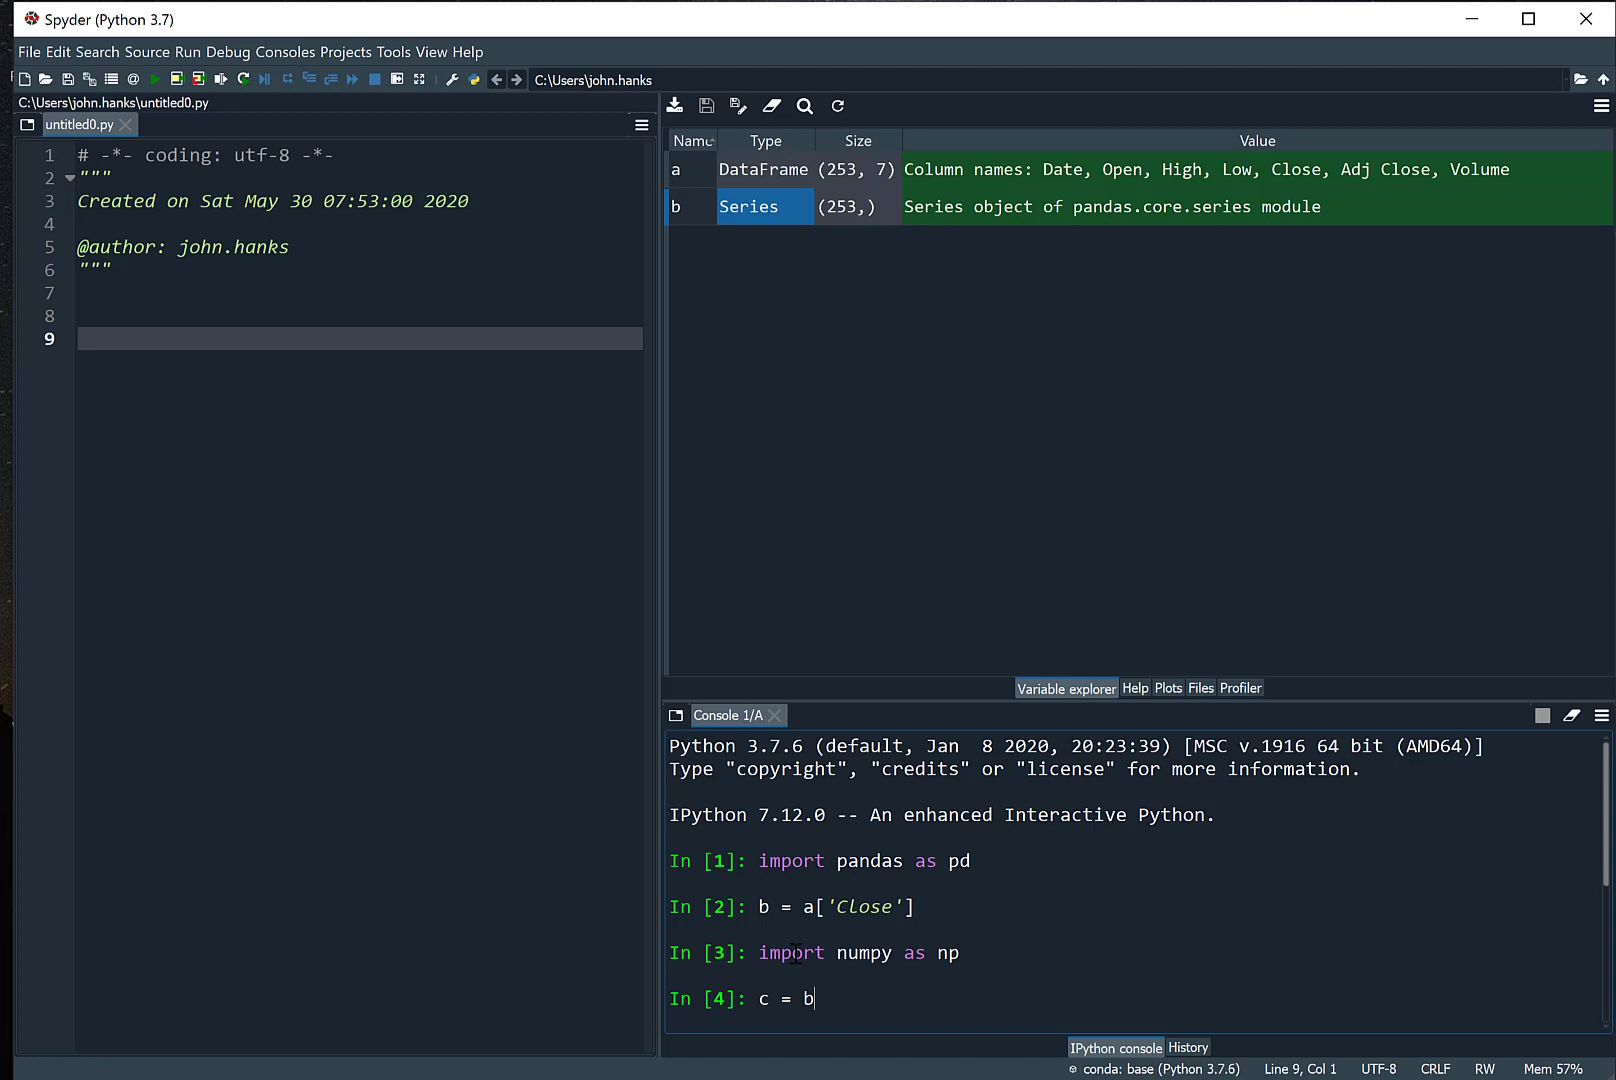 Spyder (Python 3.7)
File Edit Search Source Run Debug Consoles Projects Tools View Help
C:\Users\john.hanks
C:\Users\john.hanks\untitled0.py
untitled0.py
1 # -*- coding: utf-8 -*-
2 """
3 Created on Sat May 30 07:53:00 2020
4
5 @author: john.hanks
6 """
7
8
9
Name Type Size Value
a DataFrame (253, 7) Column names: Date, Open, High, Low, Close, Adj Close, Volume
b Series (253,) Series object of pandas.core.series module
Variable explorer Help Plots Files Profiler
Console 1/A
Python 3.7.6 (default, Jan  8 2020, 20:23:39) [MSC v.1916 64 bit (AMD64)]
Type "copyright", "credits" or "license" for more information.
IPython 7.12.0 -- An enhanced Interactive Python.
In [1]: import pandas as pd
In [2]: b = a['Close']
In [3]: import numpy as np
In [4]: c = b
IPython console History
conda: base (Python 3.7.6) Line 9, Col 1 UTF-8 CRLF RW Mem 57%